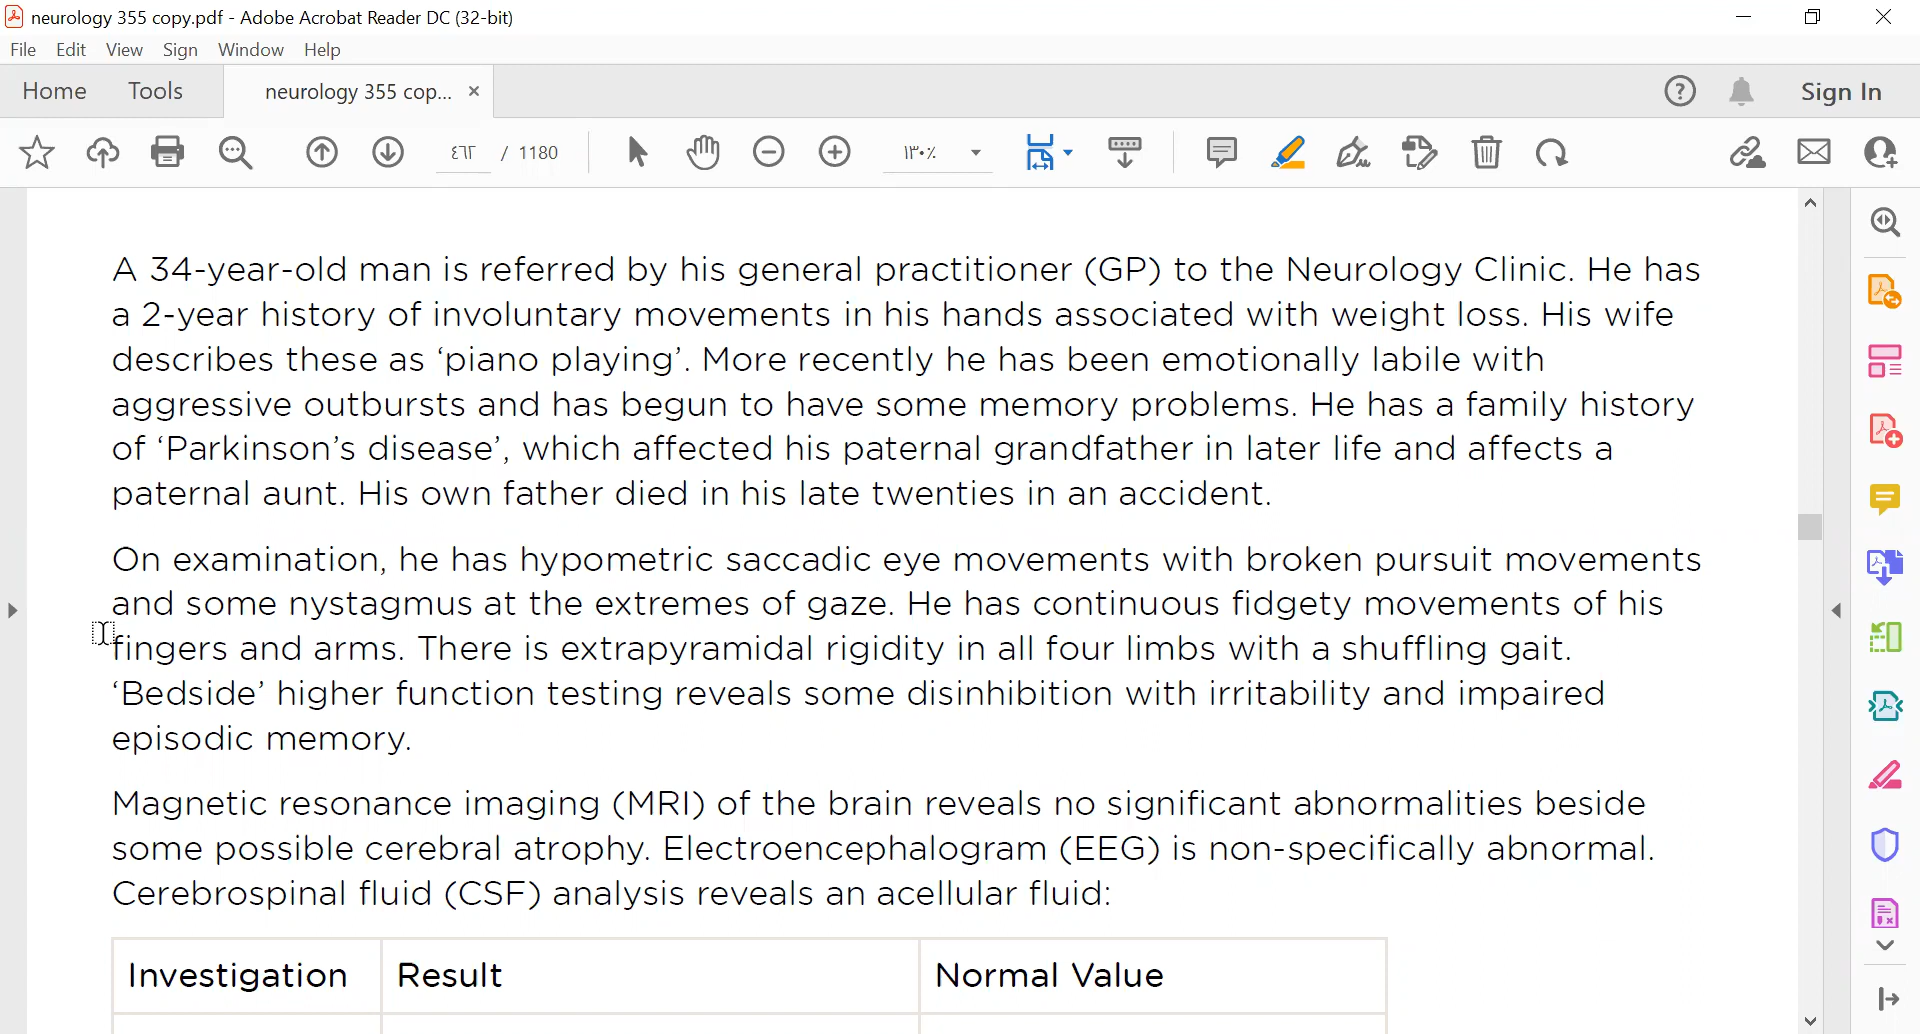 neurology 355 copy.pdf - Adobe Acrobat Reader DC (32-bit)
File Edit View Sign Window Help
Home Tools neurology 355 cop... × Sign In
٤٦٢ / 1180 ١٣٠٪
A 34-year-old man is referred by his general practitioner (GP) to the Neurology Clinic. He has
a 2-year history of involuntary movements in his hands associated with weight loss. His wife
describes these as ‘piano playing’. More recently he has been emotionally labile with
aggressive outbursts and has begun to have some memory problems. He has a family history
of ‘Parkinson’s disease’, which affected his paternal grandfather in later life and affects a
paternal aunt. His own father died in his late twenties in an accident.
On examination, he has hypometric saccadic eye movements with broken pursuit movements
and some nystagmus at the extremes of gaze. He has continuous fidgety movements of his
fingers and arms. There is extrapyramidal rigidity in all four limbs with a shuffling gait.
‘Bedside’ higher function testing reveals some disinhibition with irritability and impaired
episodic memory.
Magnetic resonance imaging (MRI) of the brain reveals no significant abnormalities beside
some possible cerebral atrophy. Electroencephalogram (EEG) is non-specifically abnormal.
Cerebrospinal fluid (CSF) analysis reveals an acellular fluid:
Investigation Result Normal Value